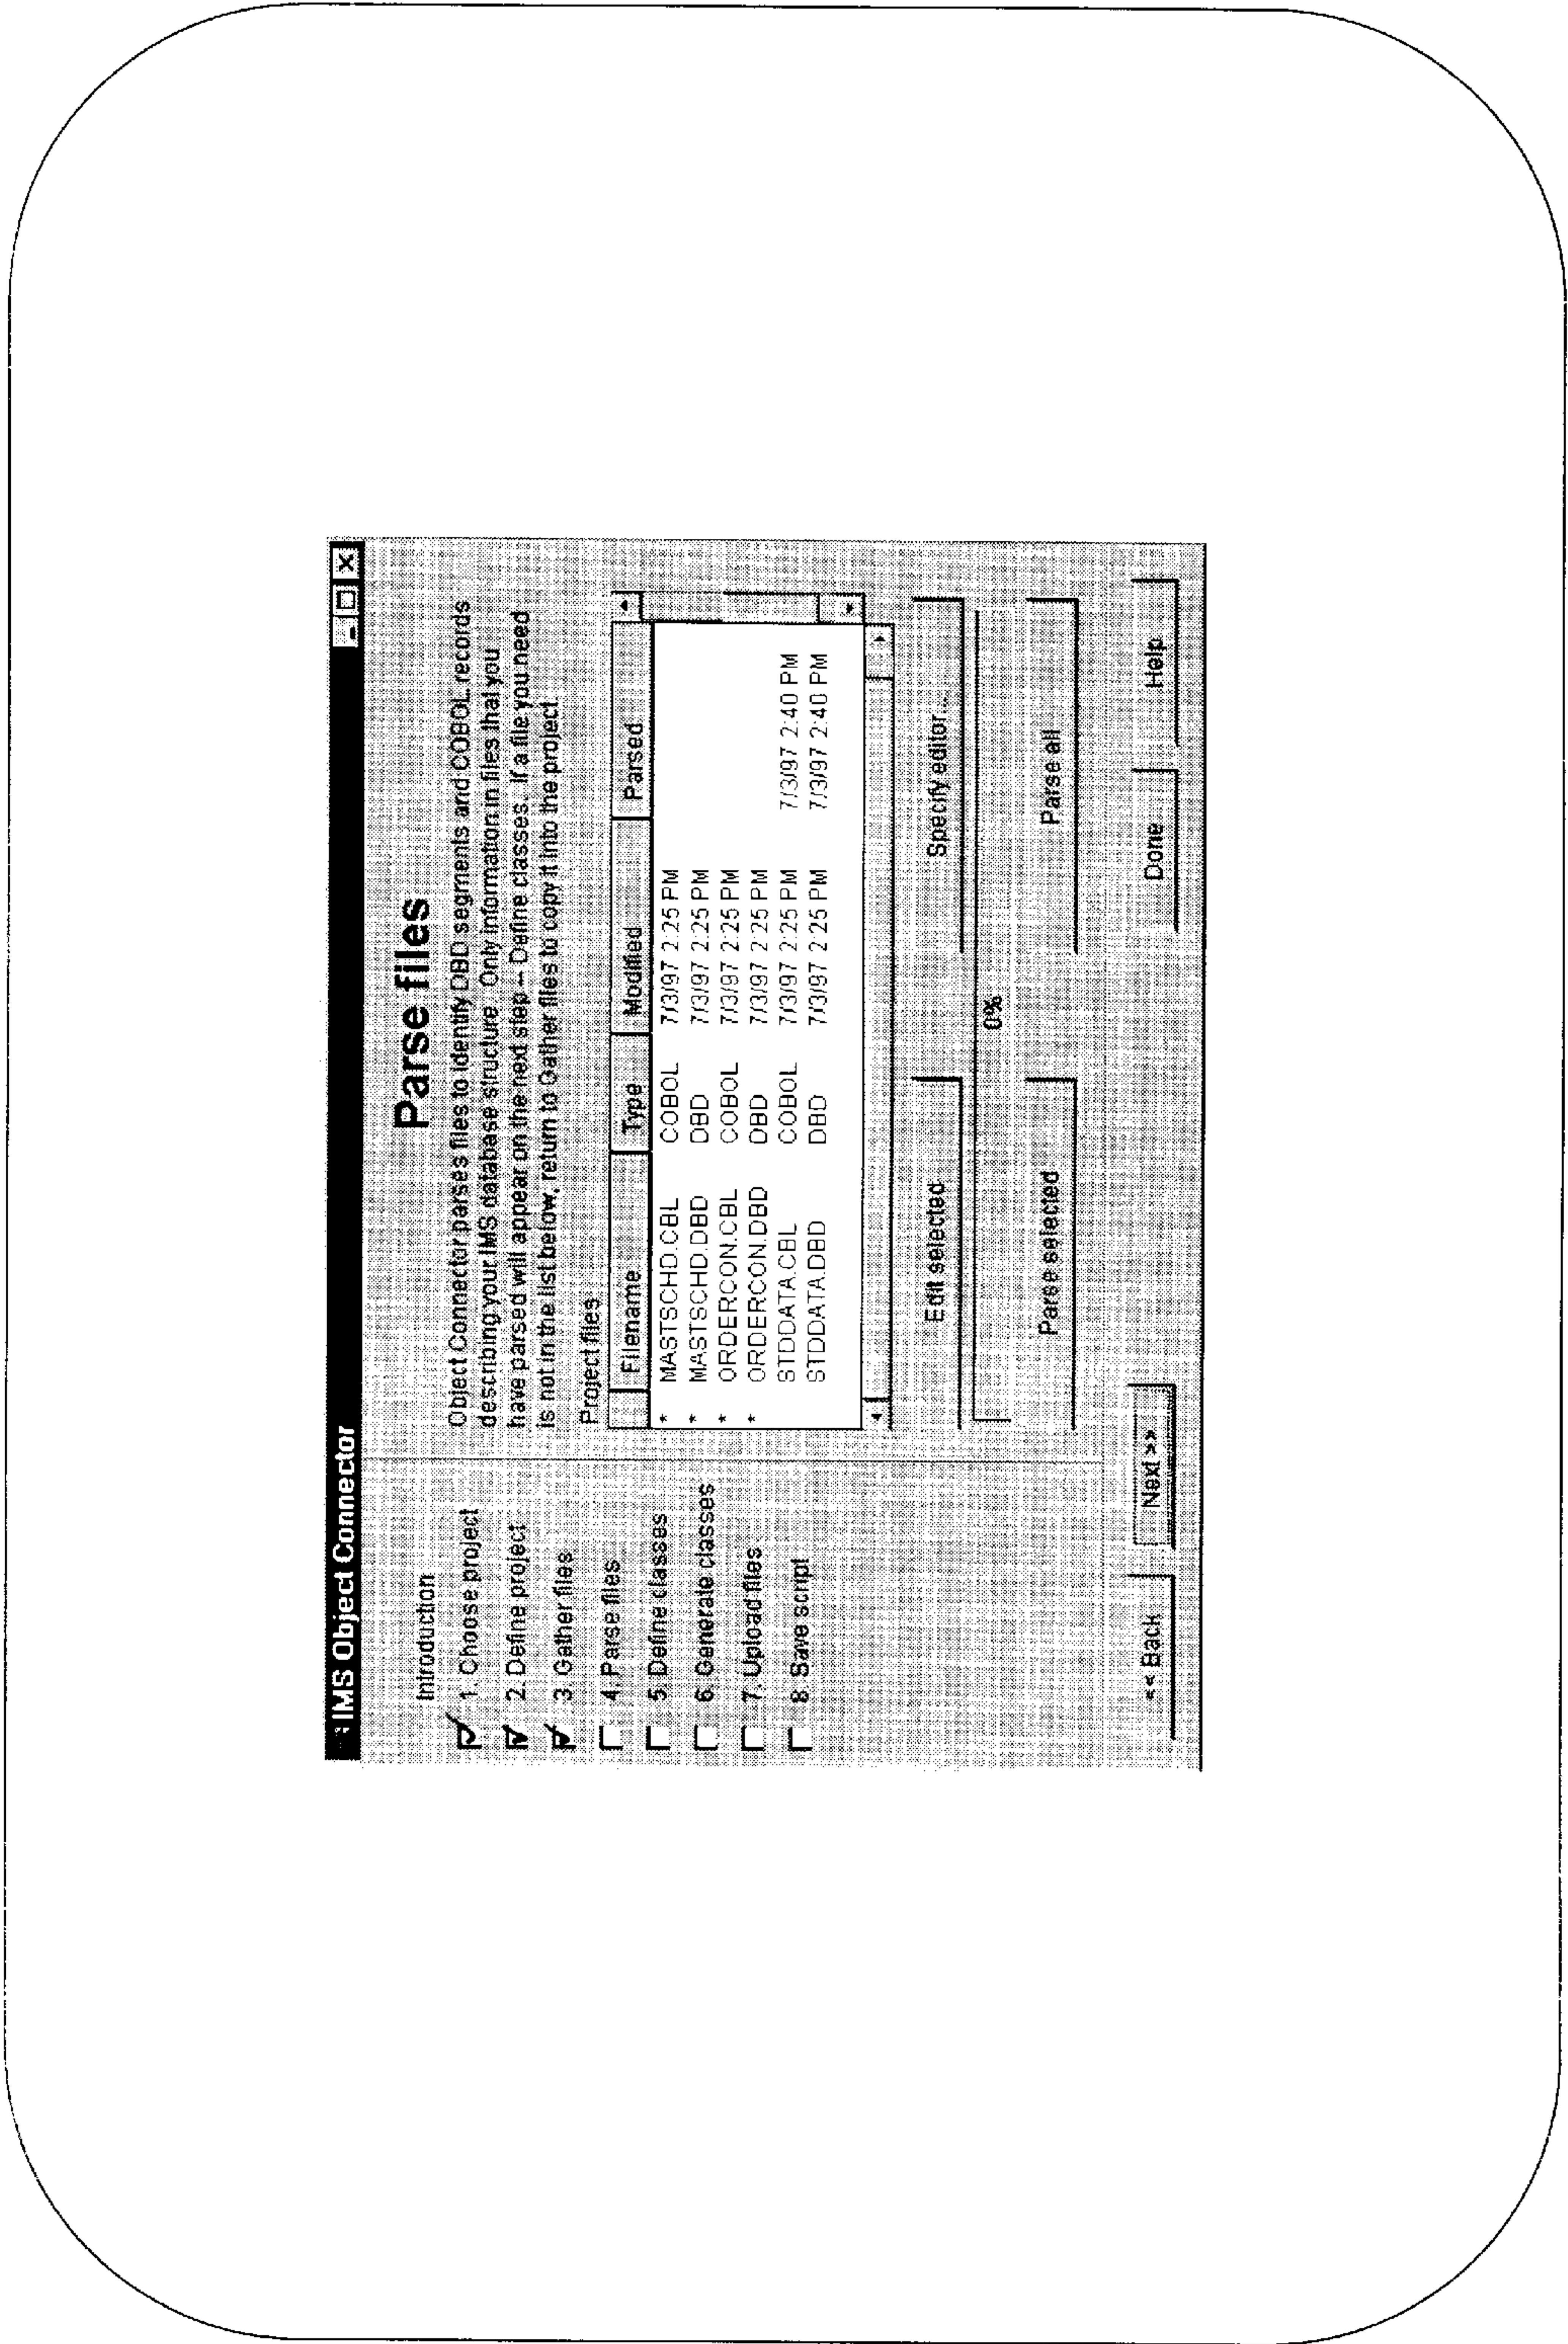 IMS Object Connector
Introduction
1. Choose project
2. Define project
3. Gather files
4. Parse files
5. Define classes
6. Generate classes
7. Upload files
8. Save script
Parse files
Object Connector parses files to identify DBD segments and COBOL records
describing your IMS database structure. Only information in files that you
have parsed will appear on the next step -- Define classes. If a file you need
is not in the list below, return to Gather files to copy it into the project.
Project files
Filename Type Modified Parsed
* MASTSCHD.CBL COBOL 7/3/97 2:25 PM
* MASTSCHD.DBD DBD 7/3/97 2:25 PM
* ORDERCON.CBL COBOL 7/3/97 2:25 PM
* ORDERCON.DBD DBD 7/3/97 2:25 PM
STDDATA.CBL COBOL 7/3/97 2:25 PM 7/3/97 2:40 PM
STDDATA.DBD DBD 7/3/97 2:25 PM 7/3/97 2:40 PM
Edit selected Specify editor...
0%
Parse selected Parse all
<< Back Next >> Done Help